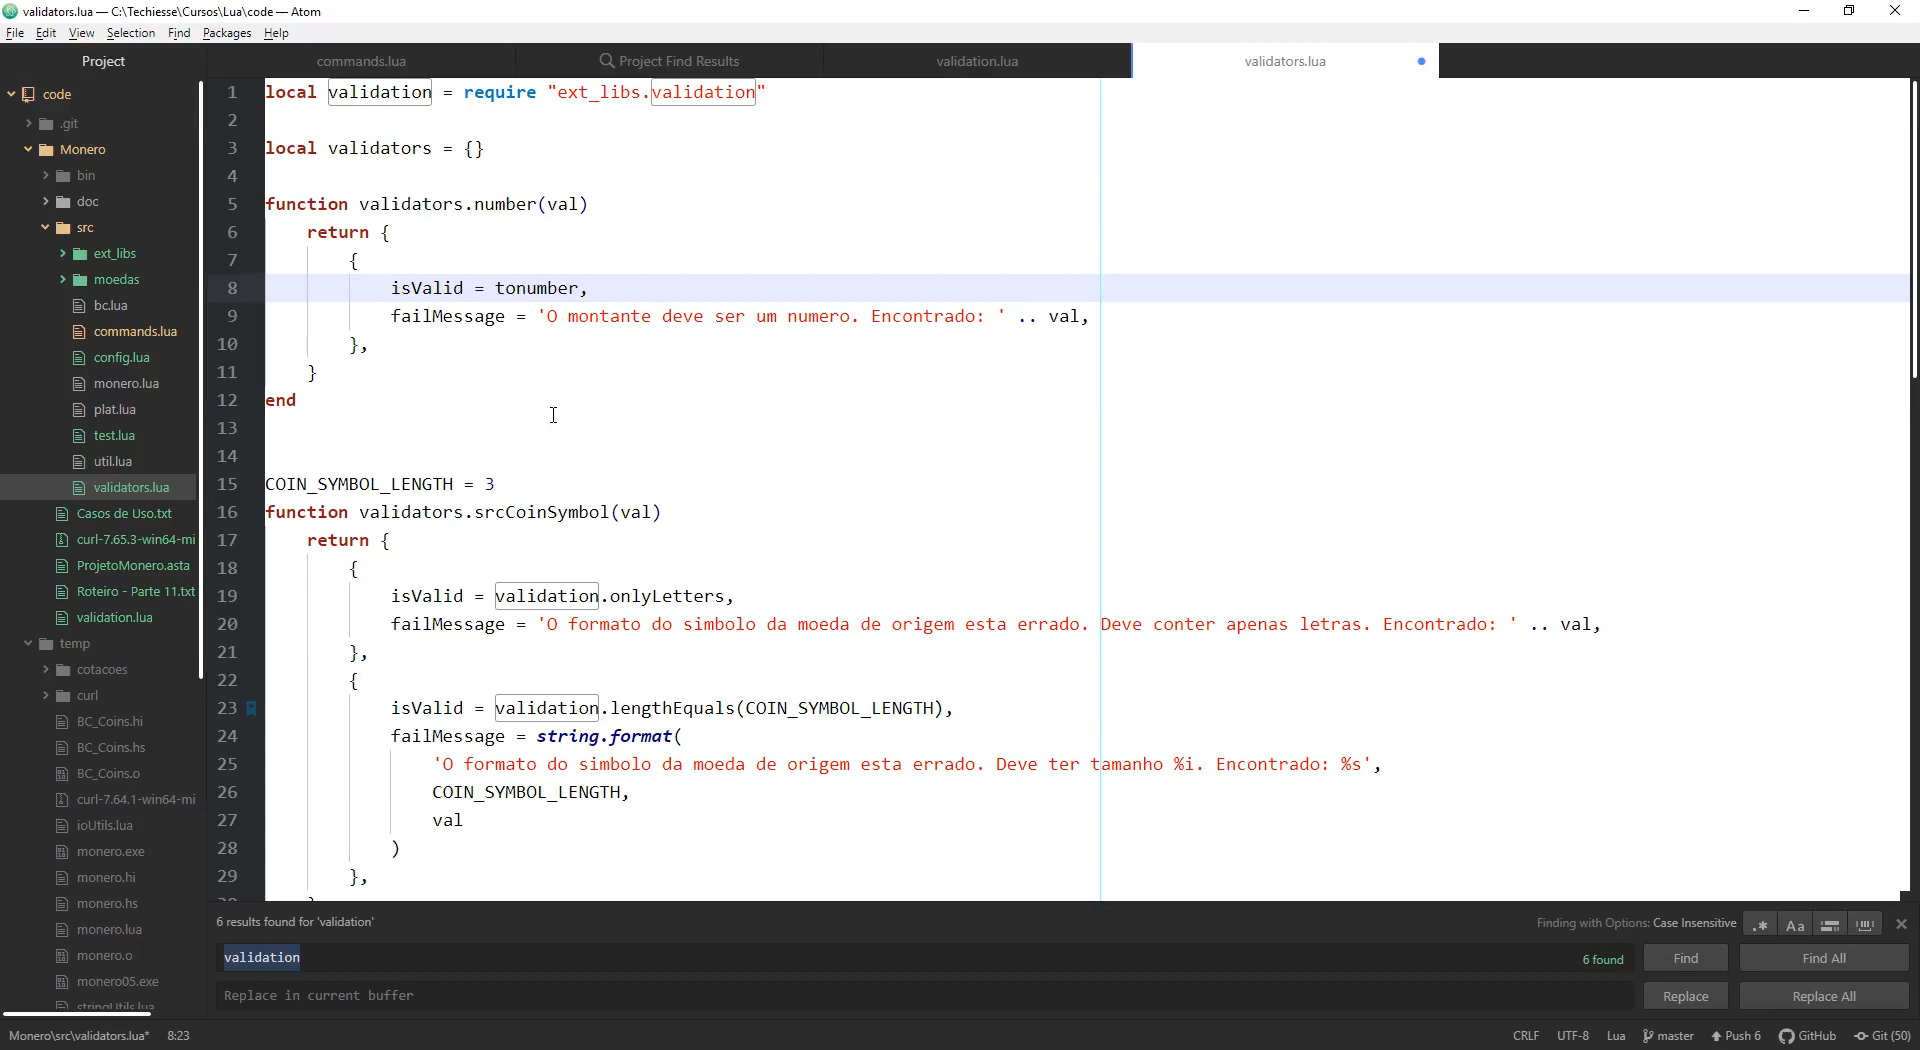 validators.lua — C:\Techiesse\Cursos\Lua\code — Atom
File Edit View Selection Find Packages Help
Project
commands.lua
Project Find Results
validation.lua
validators.lua
code
.git
Monero
bin
doc
src
ext_libs
moedas
bc.lua
commands.lua
config.lua
monero.lua
plat.lua
test.lua
util.lua
validators.lua
Casos de Uso.txt
curl-7.65.3-win64-mi
ProjetoMonero.asta
Roteiro - Parte 11.txt
validation.lua
temp
cotacoes
curl
BC_Coins.hi
BC_Coins.hs
BC_Coins.o
curl-7.64.1-win64-mi
ioUtils.lua
monero.exe
monero.hi
monero.hs
monero.lua
monero.o
monero05.exe
stringUtils.lua
1 local validation = require "ext_libs.validation"
2
3 local validators = {}
4
5 function validators.number(val)
6 return {
7 {
8 isValid = tonumber,
9 failMessage = 'O montante deve ser um numero. Encontrado: ' .. val,
10 },
11 }
12 end
13
14
15 COIN_SYMBOL_LENGTH = 3
16 function validators.srcCoinSymbol(val)
17 return {
18 {
19 isValid = validation.onlyLetters,
20 failMessage = 'O formato do simbolo da moeda de origem esta errado. Deve conter apenas letras. Encontrado: ' .. val,
21 },
22 {
23 isValid = validation.lengthEquals(COIN_SYMBOL_LENGTH),
24 failMessage = string.format(
25 'O formato do simbolo da moeda de origem esta errado. Deve ter tamanho %i. Encontrado: %s',
26 COIN_SYMBOL_LENGTH,
27 val
28 )
29 },
6 results found for 'validation'
Finding with Options: Case Insensitive
.* Aa
validation
6 found
Find
Find All
Replace in current buffer
Replace
Replace All
Monero\src\validators.lua* 8:23
CRLF UTF-8 Lua master Push 6 GitHub Git (50)